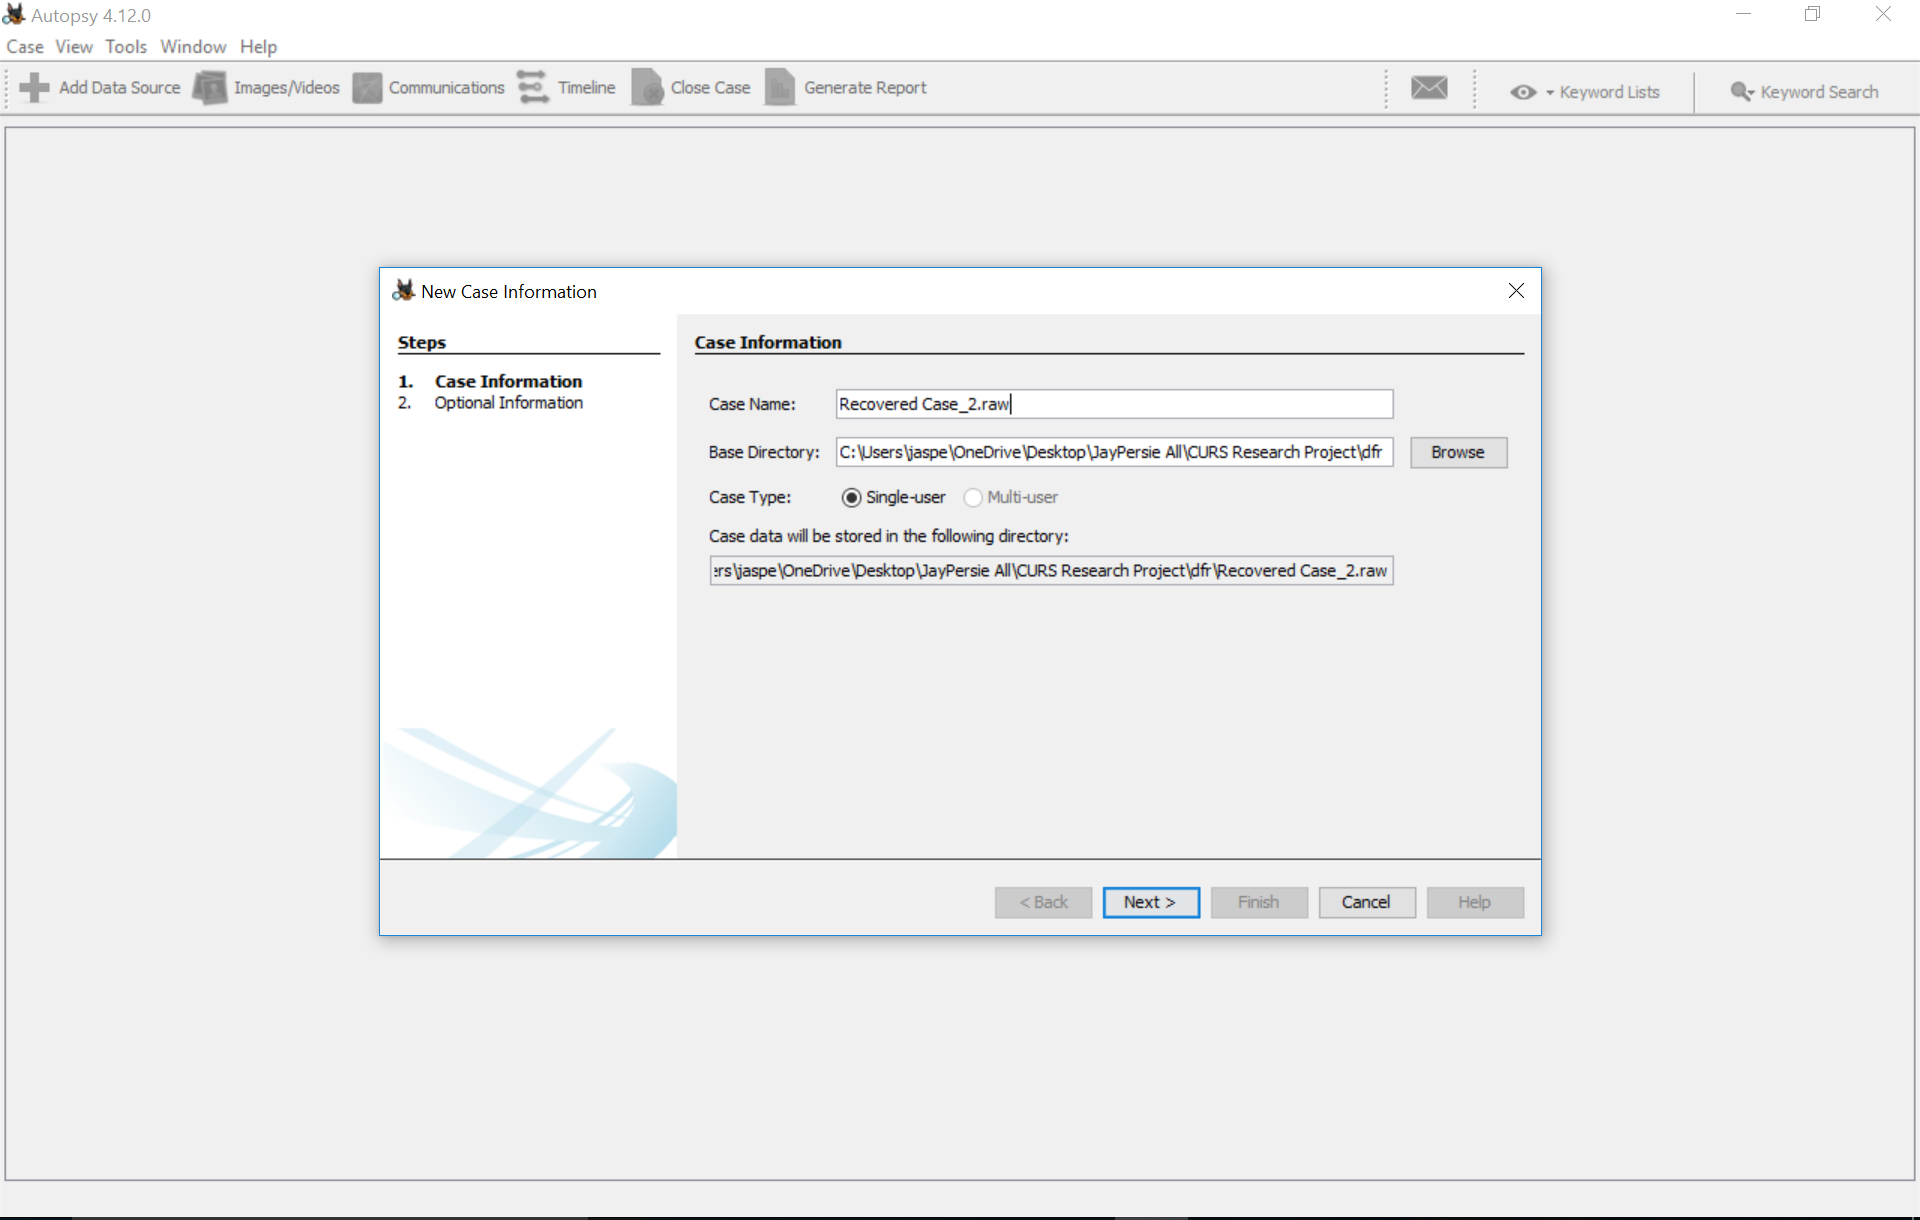 Autopsy 4.12.0
Case View Tools Window Help
Add Data Source Images/Videos Communications Timeline Close Case Generate Report Keyword Lists Keyword Search
New Case Information
Steps
1. Case Information
2. Optional Information
Case Information
Case Name: Recovered Case_2.raw
Base Directory: C:\Users\jaspe\OneDrive\Desktop\JayPersie All\CURS Research Project\dfr Browse
Case Type: Single-user Multi-user
Case data will be stored in the following directory:
ers\jaspe\OneDrive\Desktop\JayPersie All\CURS Research Project\dfr\Recovered Case_2.raw
< Back Next > Finish Cancel Help